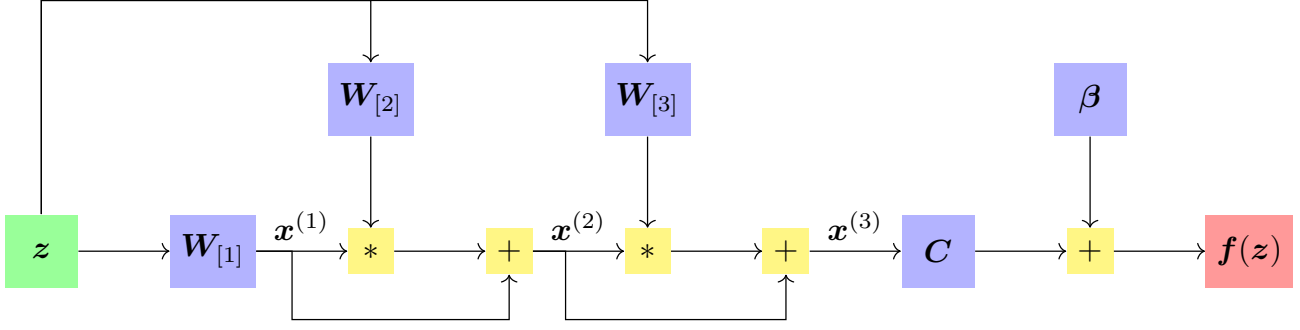 W[2]
W[3]
β
z
W[1]
x(1)
*
+
x(2)
*
+
x(3)
C
+
f(z)